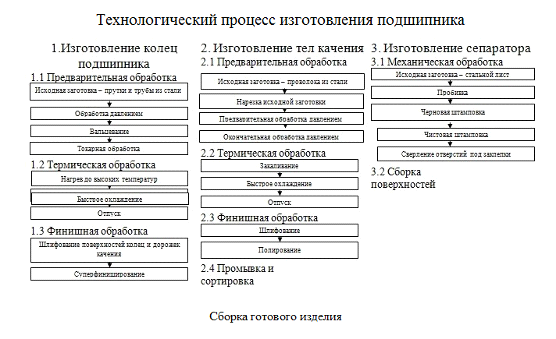 Технологический процесс изготовления подшипника
1.Изготовление колец
подшипника
1.1 Предварительная обработка
Исходная заготовка – прутки и трубы из стали
Обработка давлением
Вальцевание
Токарная обработка
1.2 Термическая обработка
Нагрев до высоких температур
Быстрое охлаждение
Отпуск
1.3 Финишная обработка
Шлифование поверхностей колец и дорожек
качения
Суперфиниширование
2. Изготовление тел качения
2.1 Предварительная обработка
Исходная заготовка – проволока из стали
Нарезка исходной заготовки
Предварительная обработка давлением
Окончательная обработка давлением
2.2 Термическая обработка
Закаливание
Быстрое охлаждение
Отпуск
2.3 Финишная обработка
Шлифование
Полирование
2.4 Промывка и
сортировка
3. Изготовление сепаратора
3.1 Механическая обработка
Исходная заготовка – стальной лист
Пробивка
Черновая штамповка
Чистовая штамповка
Сверление отверстий под заклепки
3.2 Сборка
поверхностей
Сборка готового изделия